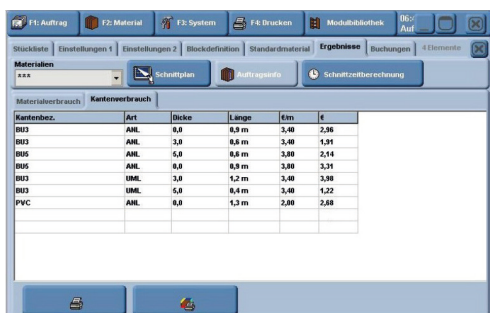 F1: Auftrag F2: Material F3: System F4: Drucken Modulbibliothek 06:
Auf
Stückliste Einstellungen 1 Einstellungen 2 Blockdefinition Standardmaterial Ergebnisse Buchungen 4 Elemente
Materialien
*** Schnittplan Auftragsinfo Schnittzeitberechnung
Materialverbrauch Kantenverbrauch
Kantenbez. Art Dicke Länge €/m €
BU3 ANL 0,0 0,9 m 3,40 2,96
BU3 ANL 3,0 0,6 m 3,40 1,91
BU5 ANL 5,0 0,6 m 3,80 2,14
BU5 ANL 0,0 0,9 m 3,80 3,31
BU3 UML 3,0 1,2 m 3,40 3,98
BU3 UML 5,0 0,4 m 3,40 1,22
PVC ANL 0,0 1,3 m 2,00 2,68